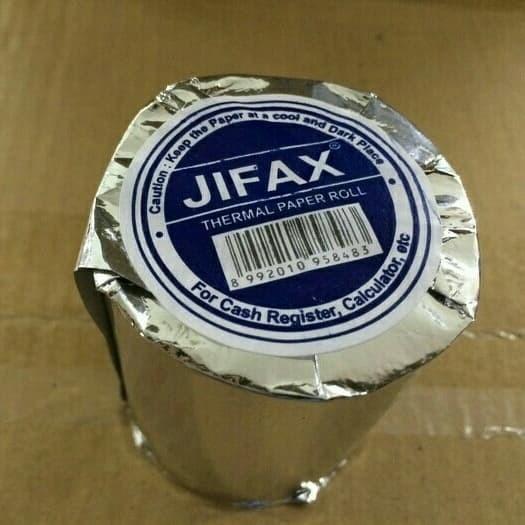 Caution : Keep the Paper at a cool and Dark Place
JIFAX®
THERMAL PAPER ROLL
8 992010 958483
For Cash Register, Calculator, etc